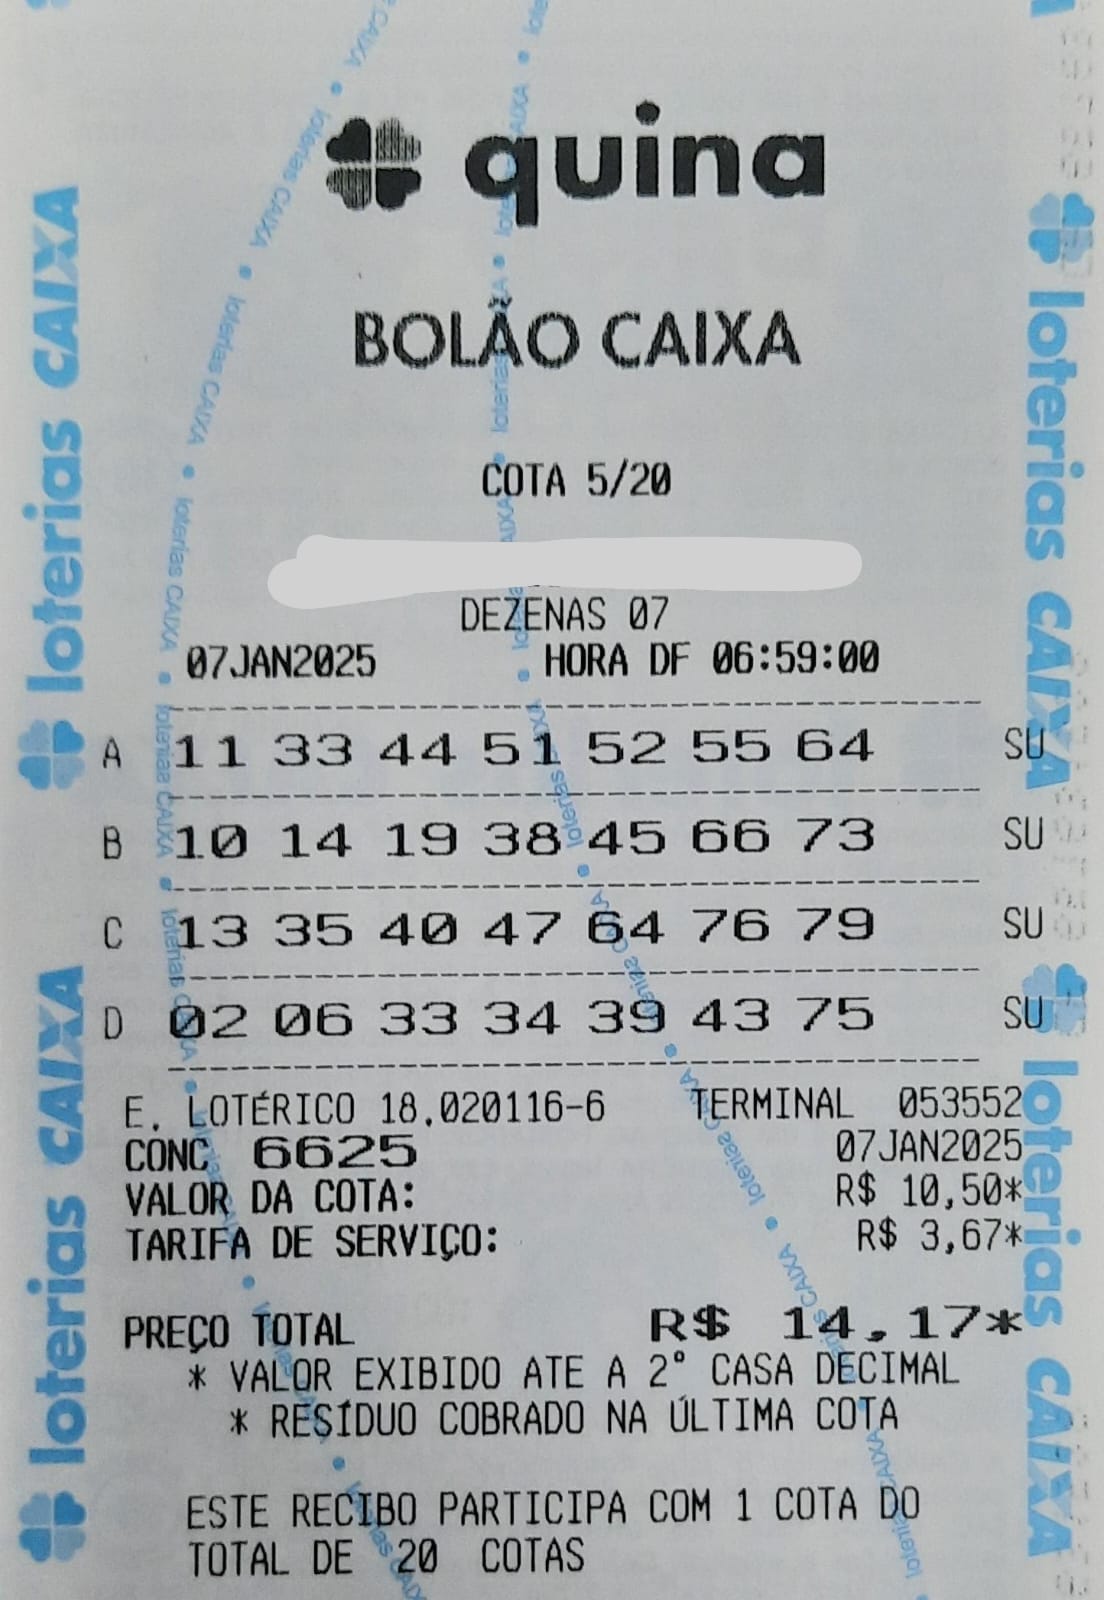 quina
BOLÃO CAIXA
COTA 5/20
DEZENAS 07
07JAN2025 HORA DF 06:59:00
A 11 33 44 51 52 55 64 SU
B 10 14 19 38 45 66 73 SU
C 13 35 40 47 64 76 79 SU
D 02 06 33 34 39 43 75 SU
E. LOTÉRICO 18.020116-6 TERMINAL 053552
CONC 6625 07JAN2025
VALOR DA COTA: R$ 10,50*
TARIFA DE SERVIÇO: R$ 3,67*
PREÇO TOTAL R$ 14,17*
* VALOR EXIBIDO ATE A 2° CASA DECIMAL
* RESÍDUO COBRADO NA ÚLTIMA COTA
ESTE RECIBO PARTICIPA COM 1 COTA DO
TOTAL DE 20 COTAS
loterias CAIXA
loterias CAIXA
loterias CAIXA
loterias CAIXA